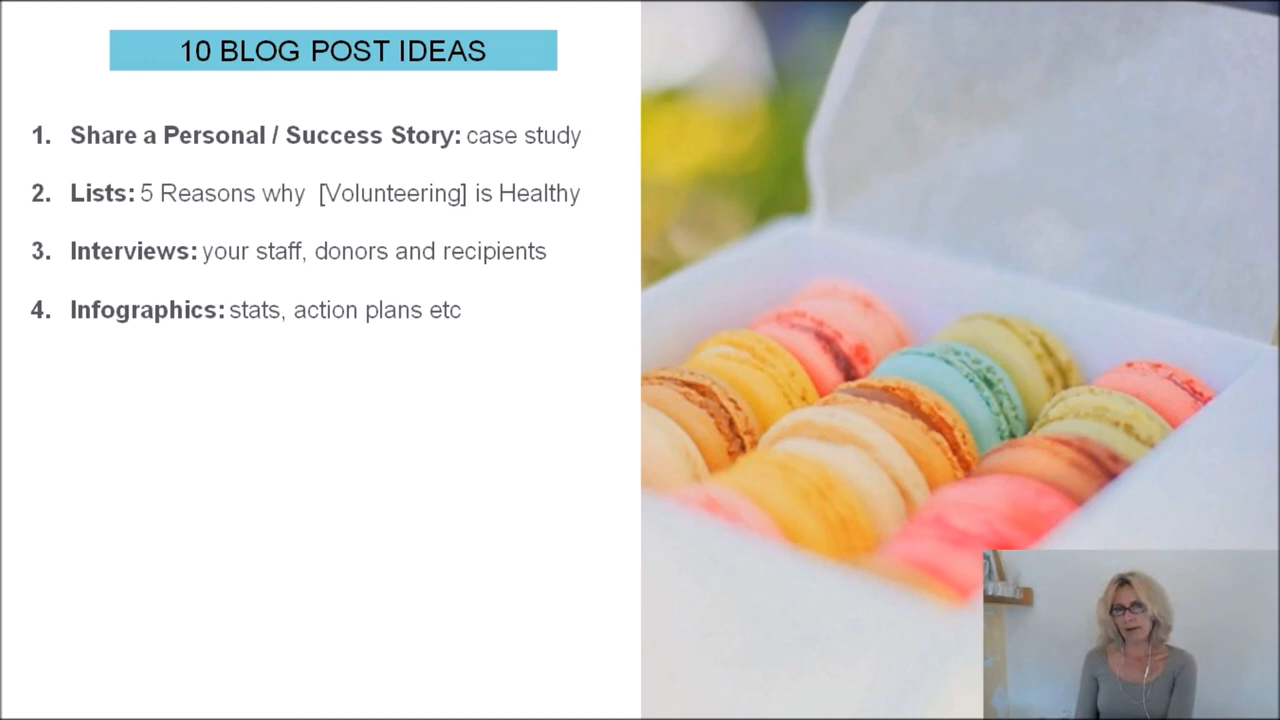 10 BLOG POST IDEAS
1. Share a Personal / Success Story: case study
2. Lists: 5 Reasons why [Volunteering] is Healthy
3. Interviews: your staff, donors and recipients
4. Infographics: stats, action plans etc